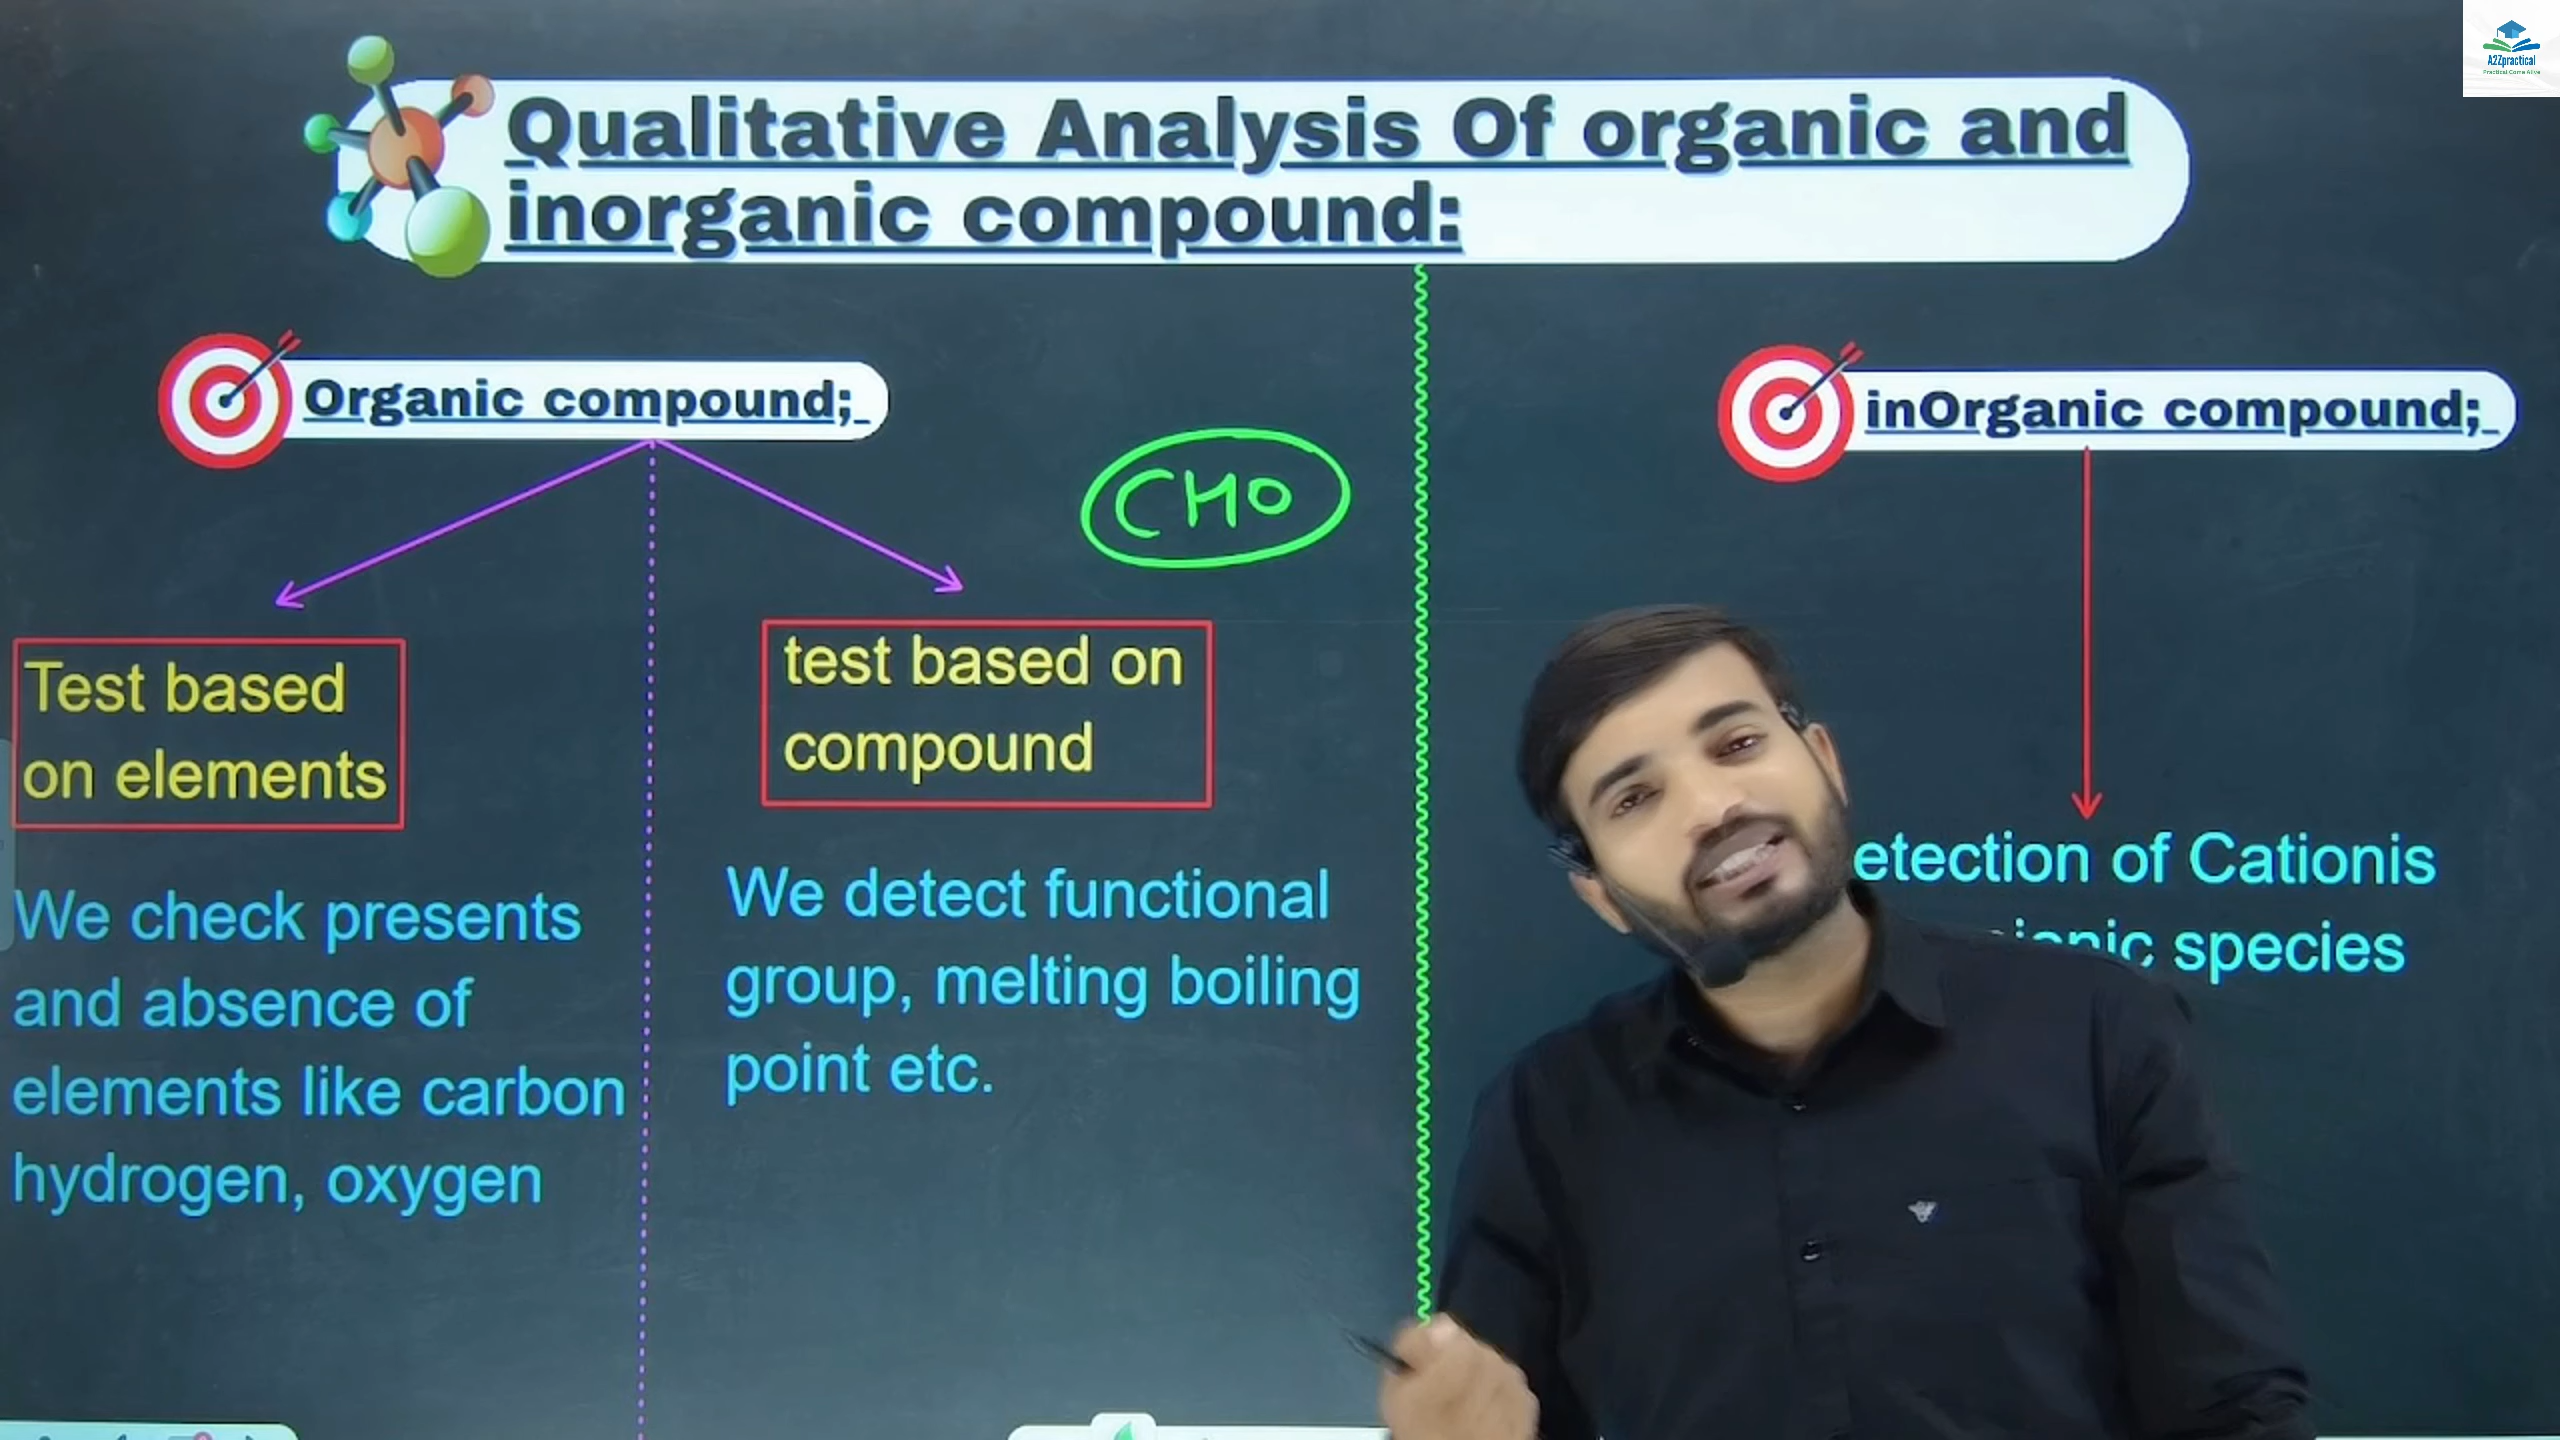 A2Zpractical
Practical Come Alive
Qualitative Analysis Of organic and
inorganic compound:
Organic compound;
inOrganic compound;
CHO
Test based
on elements
test based on
compound
We check presents
and absence of
elements like carbon
hydrogen, oxygen
We detect functional
group, melting boiling
point etc.
of Cationis
species